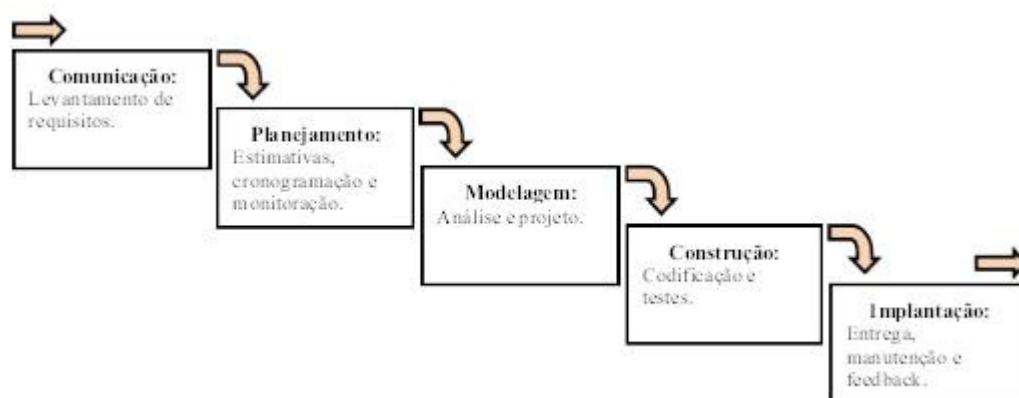 Comunicação:
Levantamento de
requisitos.
Planejamento:
Estimativas,
cronogramação e
monitoração.
Modelagem:
Análise e projeto.
Construção:
Codificação e
testes.
Implantação:
Entrega,
manutenção e
feedback.